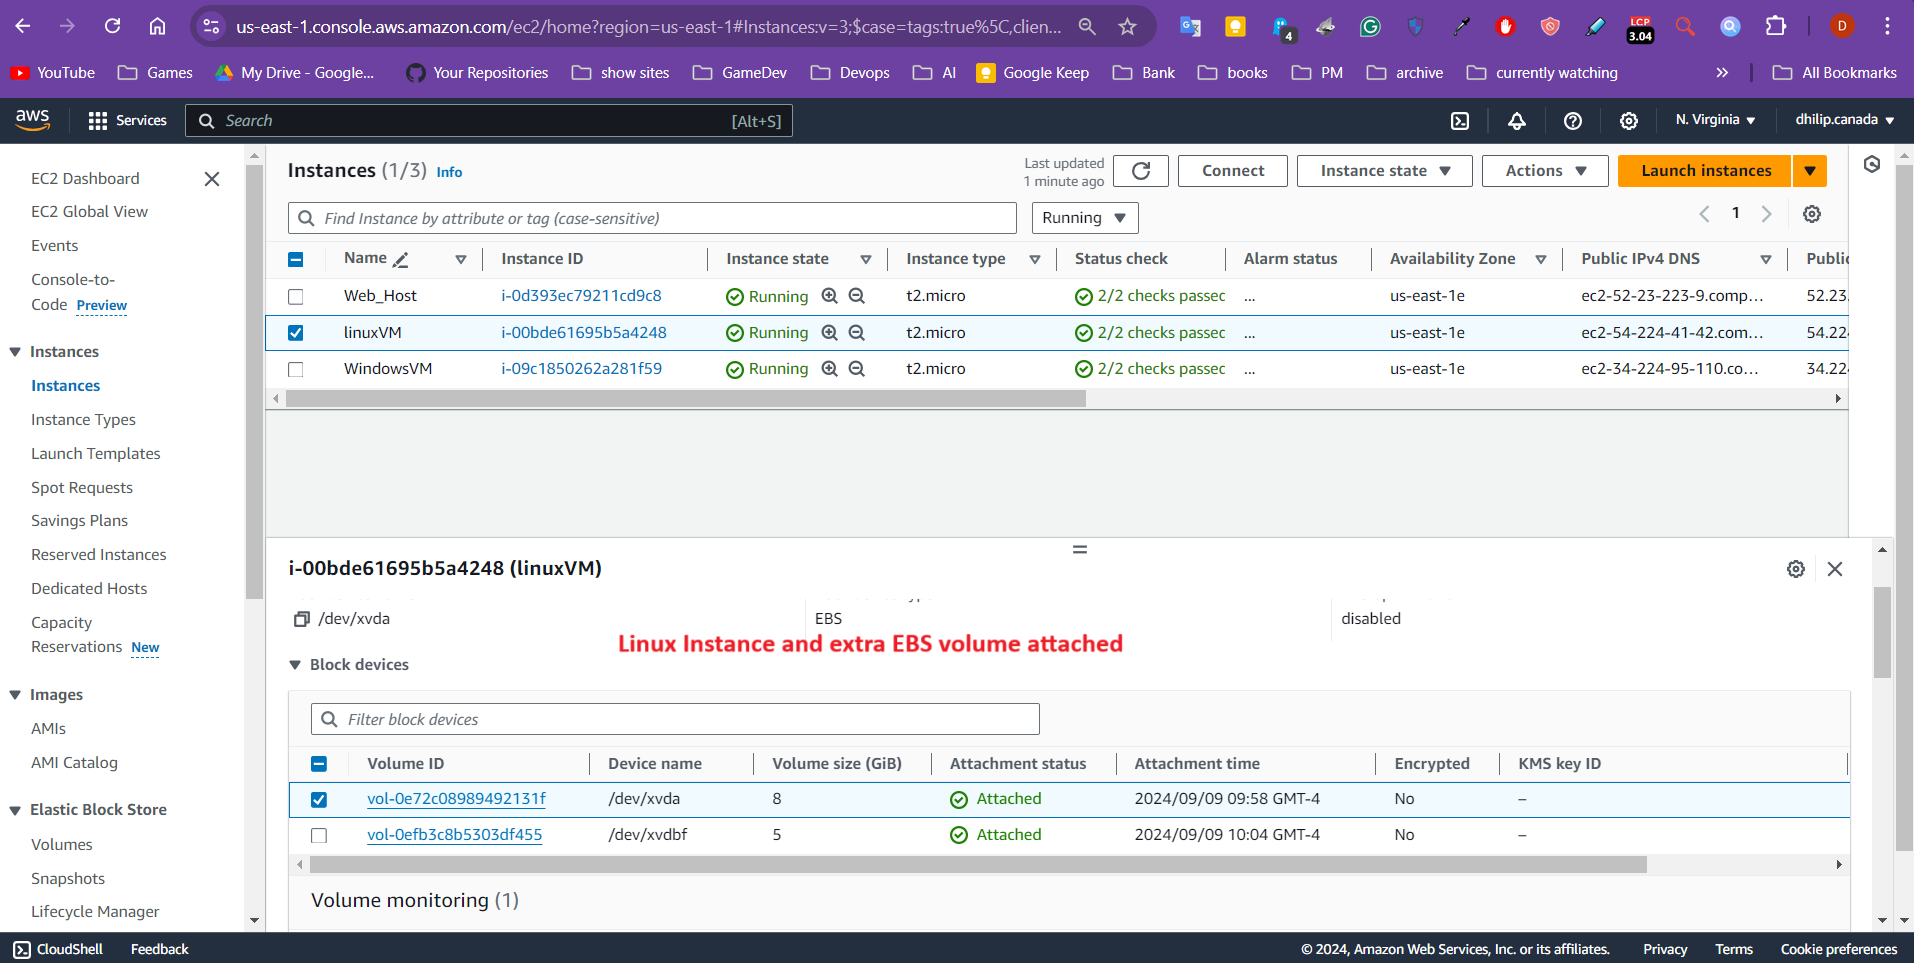 us-east-1.console.aws.amazon.com/ec2/home?region=us-east-1#Instances:v=3;$case=tags:true%5C,clien...
4
LCP
3.04
D
YouTube Games My Drive - Google... Your Repositories show sites GameDev Devops AI Google Keep Bank books PM archive currently watching » All Bookmarks
aws Services Search [Alt+S] N. Virginia dhilip.canada
EC2 Dashboard
EC2 Global View
Events
Console-to-
Code Preview
Instances
Instances
Instance Types
Launch Templates
Spot Requests
Savings Plans
Reserved Instances
Dedicated Hosts
Capacity
Reservations New
Images
AMIs
AMI Catalog
Elastic Block Store
Volumes
Snapshots
Lifecycle Manager
Instances (1/3) Info
Last updated
1 minute ago
Connect Instance state Actions Launch instances
Find Instance by attribute or tag (case-sensitive) Running 1
Name Instance ID Instance state Instance type Status check Alarm status Availability Zone Public IPv4 DNS Public
Web_Host i-0d393ec79211cd9c8 Running t2.micro 2/2 checks passed ... us-east-1e ec2-52-23-223-9.comp... 52.23.
linuxVM i-00bde61695b5a4248 Running t2.micro 2/2 checks passed ... us-east-1e ec2-54-224-41-42.com... 54.224
WindowsVM i-09c1850262a281f59 Running t2.micro 2/2 checks passed ... us-east-1e ec2-34-224-95-110.co... 34.224
i-00bde61695b5a4248 (linuxVM)
/dev/xvda EBS disabled
Linux Instance and extra EBS volume attached
Block devices
Filter block devices
Volume ID Device name Volume size (GiB) Attachment status Attachment time Encrypted KMS key ID
vol-0e72c08989492131f /dev/xvda 8 Attached 2024/09/09 09:58 GMT-4 No –
vol-0efb3c8b5303df455 /dev/xvdbf 5 Attached 2024/09/09 10:04 GMT-4 No –
Volume monitoring (1)
CloudShell Feedback © 2024, Amazon Web Services, Inc. or its affiliates. Privacy Terms Cookie preferences